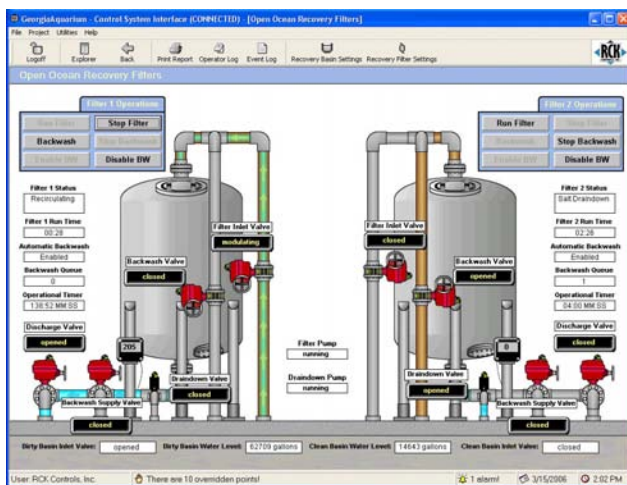 GeorgiaAquarium - Control System Interface (CONNECTED) - [Open Ocean Recovery Filters]
File Project Utilities Help
Logoff Explorer Back Print Report Operator Log Event Log Recovery Basin Settings Recovery Filter Settings RCK
Open Ocean Recovery Filters
Filter 1 Operations
Run Filter Stop Filter
Backwash Stop Backwash
Enable BW Disable BW
Filter 1 Status
Recirculating
Filter 1 Run Time
00:28
Automatic Backwash
Enabled
Backwash Queue
0
Operational Timer
138:52 MM:SS
Discharge Valve
opened
205
Backwash Supply Valve
closed
Backwash Valve
closed
Filter Inlet Valve
modulating
Draindown Valve
closed
Filter Pump
running
Draindown Pump
running
Filter 2 Operations
Run Filter Stop Filter
Backwash Stop Backwash
Enable BW Disable BW
Filter Inlet Valve
closed
Backwash Valve
opened
Draindown Valve
opened
Filter 2 Status
Salt Draindown
Filter 2 Run Time
02:26
Automatic Backwash
Enabled
Backwash Queue
1
Operational Timer
04:00 MM:SS
Discharge Valve
closed
0
Backwash Supply Valve
closed
Dirty Basin Inlet Valve: opened Dirty Basin Water Level: 62709 gallons Clean Basin Water Level: 14643 gallons Clean Basin Inlet Valve: closed
User: RCK Controls, Inc. There are 10 overridden points! 1 alarm! 3/15/2006 2:02 PM